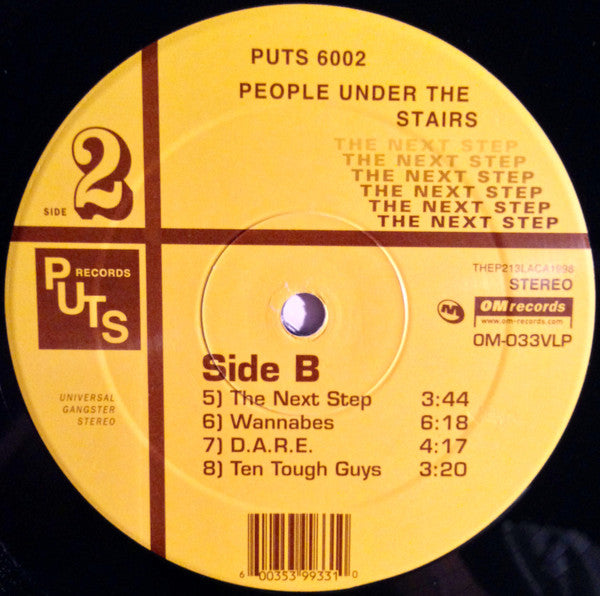 PUTS 6002
PEOPLE UNDER THE
STAIRS
THE NEXT STEP
THE NEXT STEP
THE NEXT STEP
THE NEXT STEP
THE NEXT STEP
THE NEXT STEP
SIDE 2
RECORDS
PUTS
UNIVERSAL
GANGSTER
STEREO
THEP213LACA1998
STEREO
OM records
www.om-records.com
OM-033VLP
Side B
5) The Next Step 3:44
6) Wannabes 6:18
7) D.A.R.E. 4:17
8) Ten Tough Guys 3:20
6 00353 99331 0